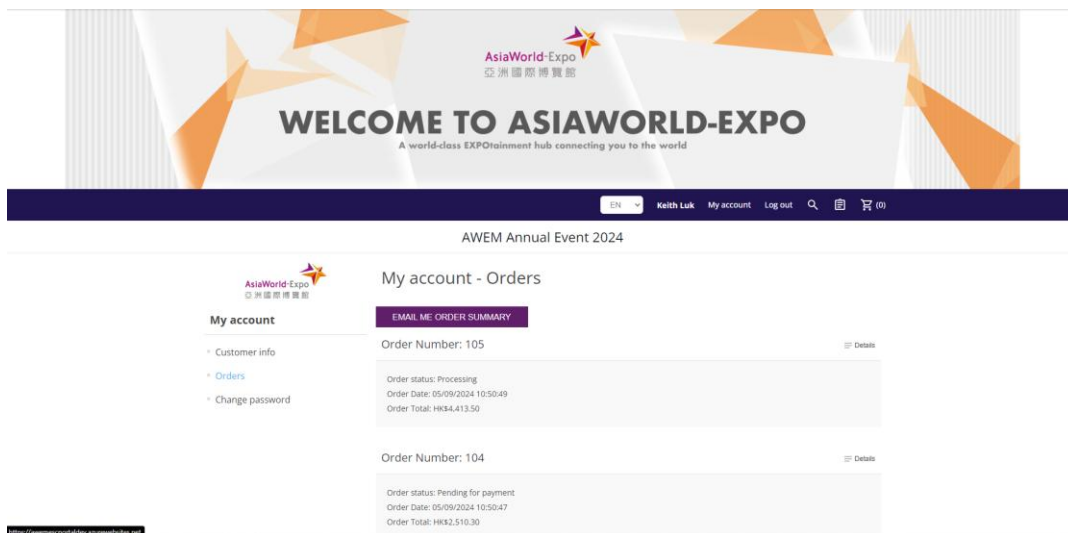 AsiaWorld-Expo
亞洲國際博覽館
WELCOME TO ASIAWORLD-EXPO
A world-class EXPOtainment hub connecting you to the world
EN Keith Luk My account Log out (0)
AWEM Annual Event 2024
AsiaWorld-Expo
亞洲國際博覽館
My account
Customer info
Orders
Change password
My account - Orders
EMAIL ME ORDER SUMMARY
Order Number: 105 Details
Order status: Processing
Order Date: 05/09/2024 10:50:49
Order Total: HK$4,413.50
Order Number: 104 Details
Order status: Pending for payment
Order Date: 05/09/2024 10:50:47
Order Total: HK$2,510.30